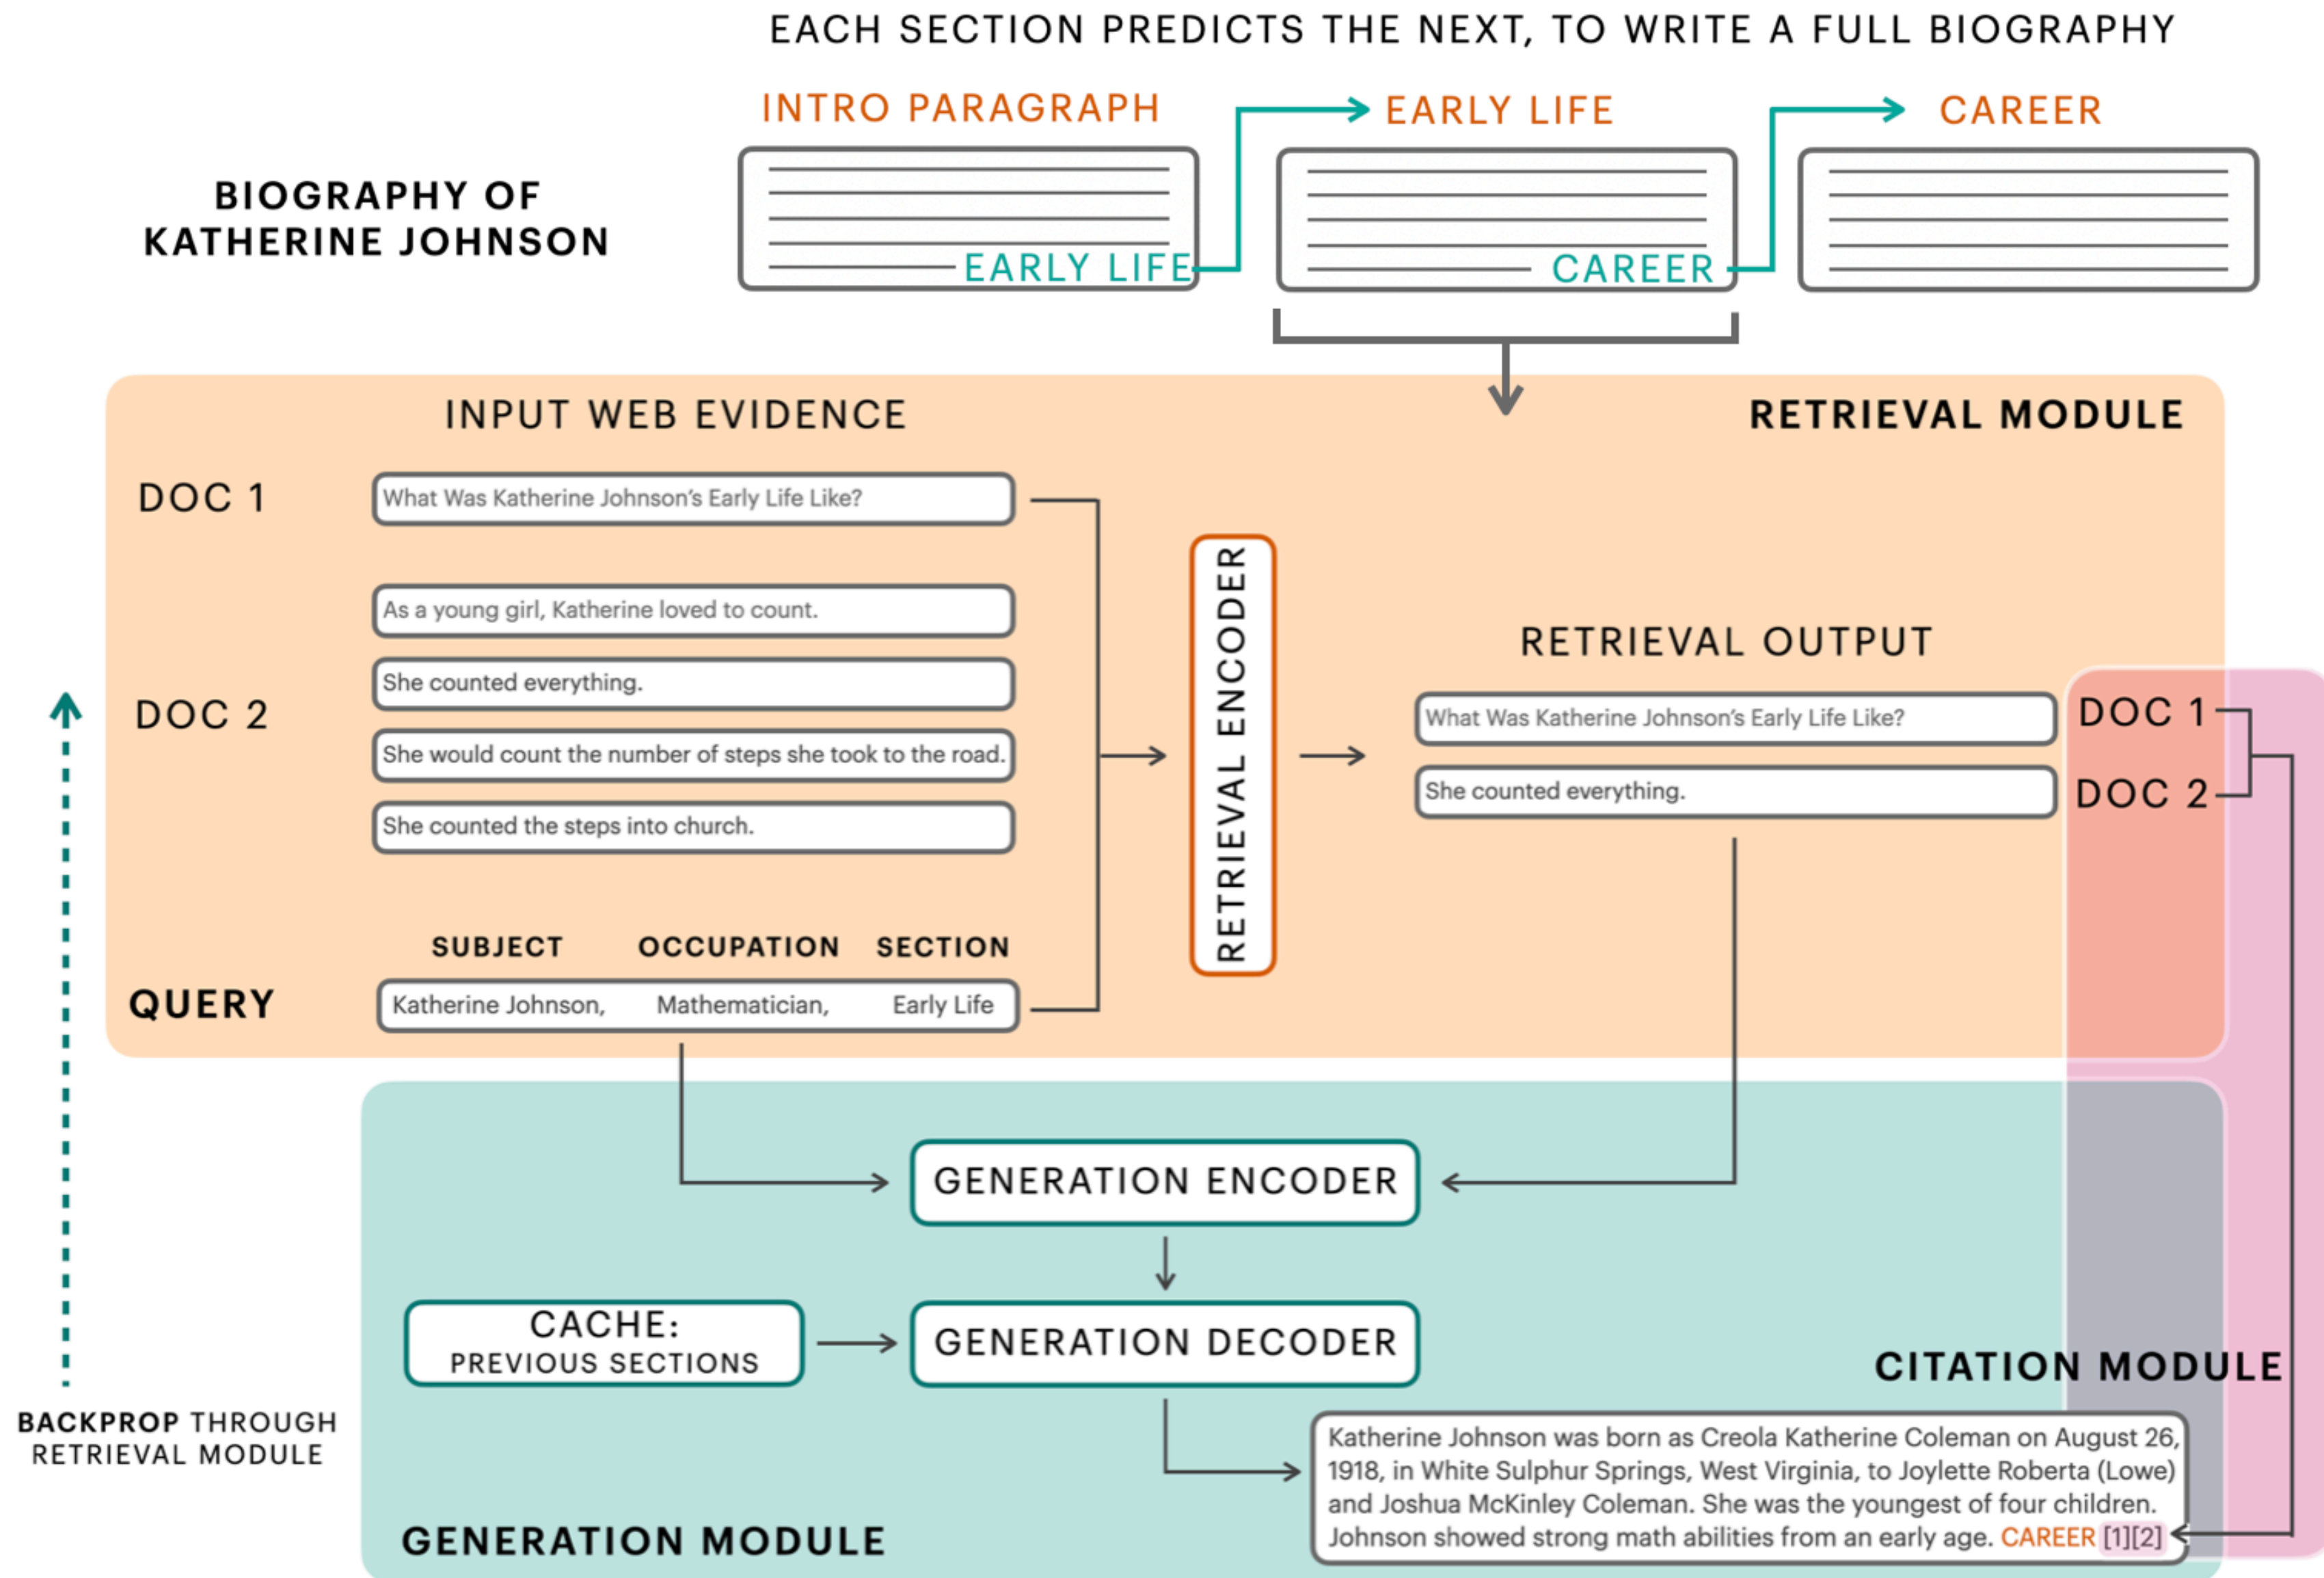 EACH SECTION PREDICTS THE NEXT, TO WRITE A FULL BIOGRAPHY
BIOGRAPHY OF
KATHERINE JOHNSON
INTRO PARAGRAPH
EARLY LIFE
EARLY LIFE
CAREER
CAREER
INPUT WEB EVIDENCE
RETRIEVAL MODULE
DOC 1
What Was Katherine Johnson's Early Life Like?
DOC 2
As a young girl, Katherine loved to count.
She counted everything.
She would count the number of steps she took to the road.
She counted the steps into church.
SUBJECT OCCUPATION SECTION
QUERY
Katherine Johnson, Mathematician, Early Life
RETRIEVAL ENCODER
RETRIEVAL OUTPUT
What Was Katherine Johnson's Early Life Like?
DOC 1
She counted everything.
DOC 2
GENERATION ENCODER
CACHE:
PREVIOUS SECTIONS
GENERATION DECODER
CITATION MODULE
BACKPROP THROUGH
RETRIEVAL MODULE
Katherine Johnson was born as Creola Katherine Coleman on August 26,
1918, in White Sulphur Springs, West Virginia, to Joylette Roberta (Lowe)
and Joshua McKinley Coleman. She was the youngest of four children.
Johnson showed strong math abilities from an early age. CAREER [1][2]
GENERATION MODULE